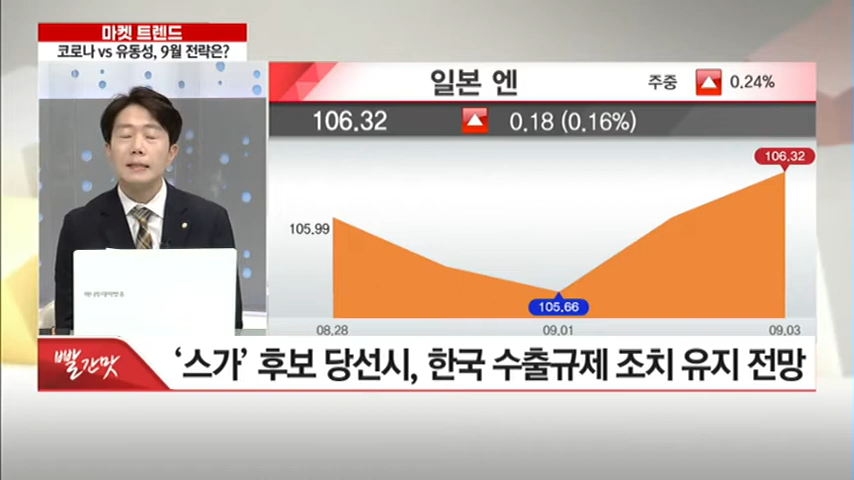 마켓 트렌드
코로나 vs 유동성, 9월 전략은?
일본 엔
주중 0.24%
106.32 0.18 (0.16%)
106.32
105.99
105.66
08.28 09.01 09.03
빨간맛
‘스가’ 후보 당선시, 한국 수출규제 조치 유지 전망